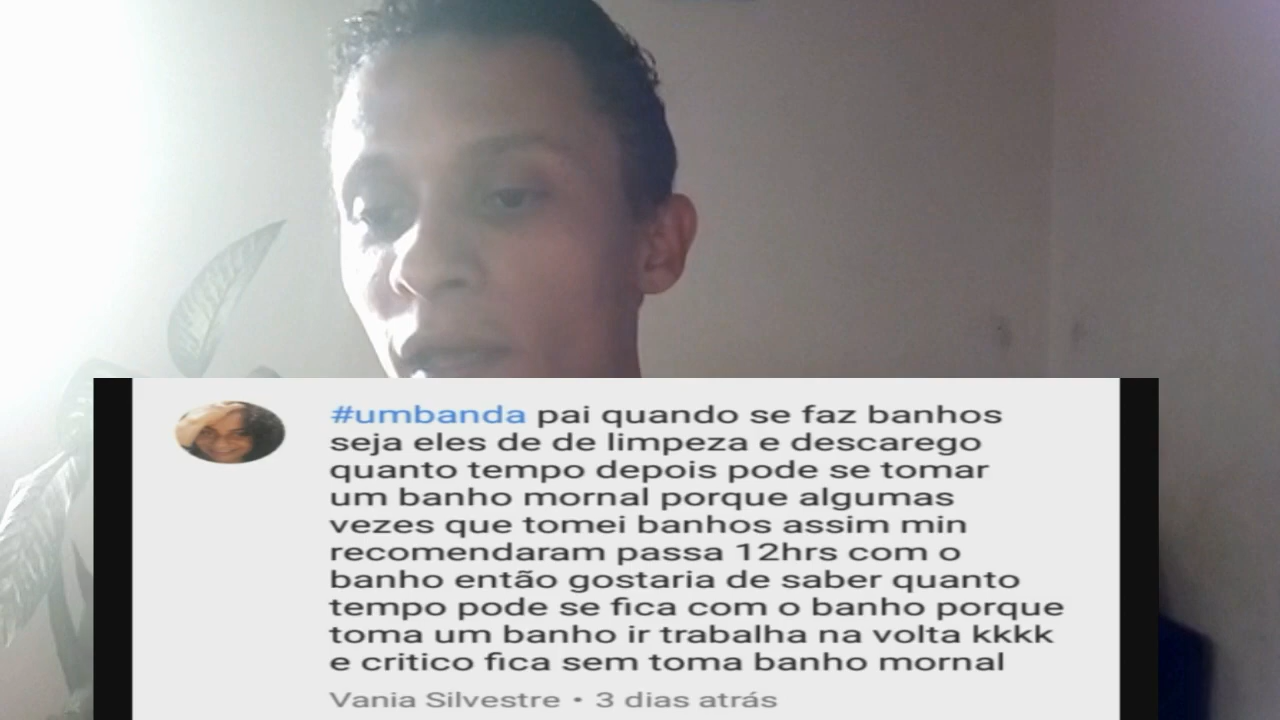 #umbanda pai quando se faz banhos
seja eles de de limpeza e descarego
quanto tempo depois pode se tomar
um banho mornal porque algumas
vezes que tomei banhos assim min
recomendaram passa 12hrs com o
banho então gostaria de saber quanto
tempo pode se fica com o banho porque
toma um banho ir trabalha na volta kkkk
e critico fica sem toma banho mornal
Vania Silvestre • 3 dias atrás